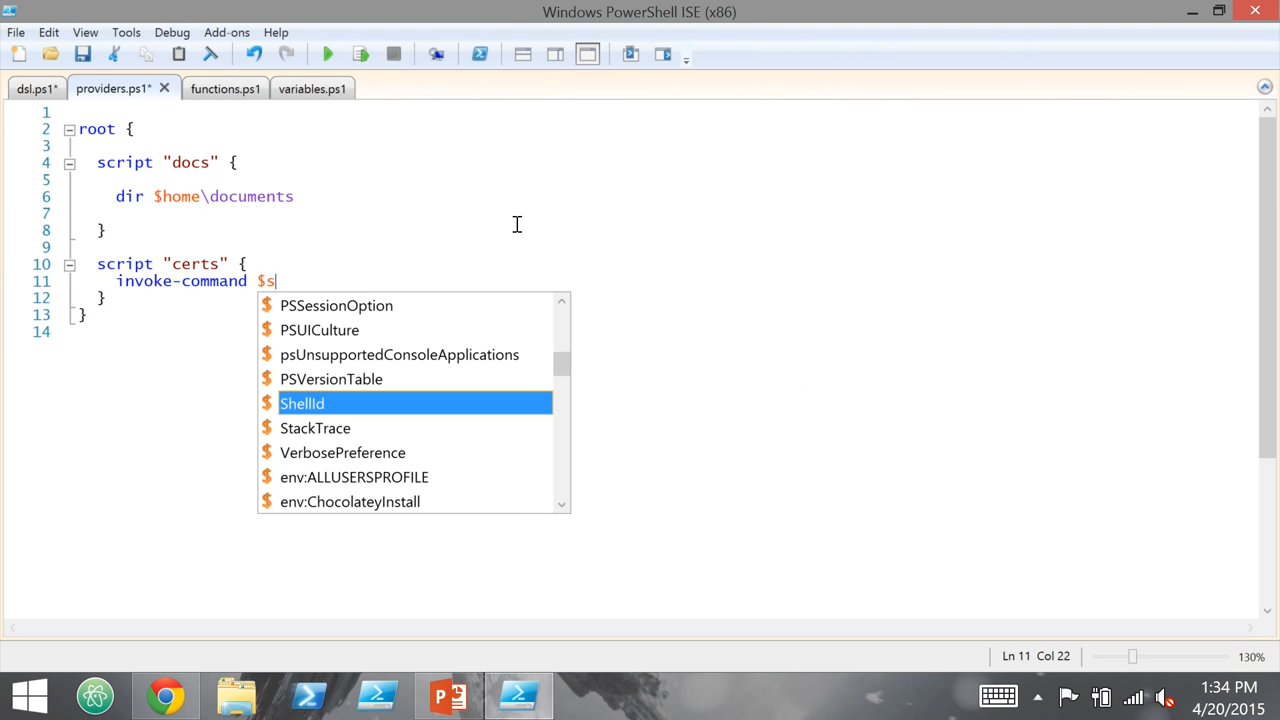 Windows PowerShell ISE (x86)
File Edit View Tools Debug Add-ons Help
dsl.ps1* providers.ps1* functions.ps1 variables.ps1
1
2 root {
3
4 script "docs" {
5
6 dir $home\documents
7
8 }
9
10 script "certs" {
11 invoke-command $s
12 }
13 }
14
PSSessionOption
PSUICulture
psUnsupportedConsoleApplications
PSVersionTable
ShellId
StackTrace
VerbosePreference
env:ALLUSERSPROFILE
env:ChocolateyInstall
Ln 11 Col 22 130%
1:34 PM
4/20/2015